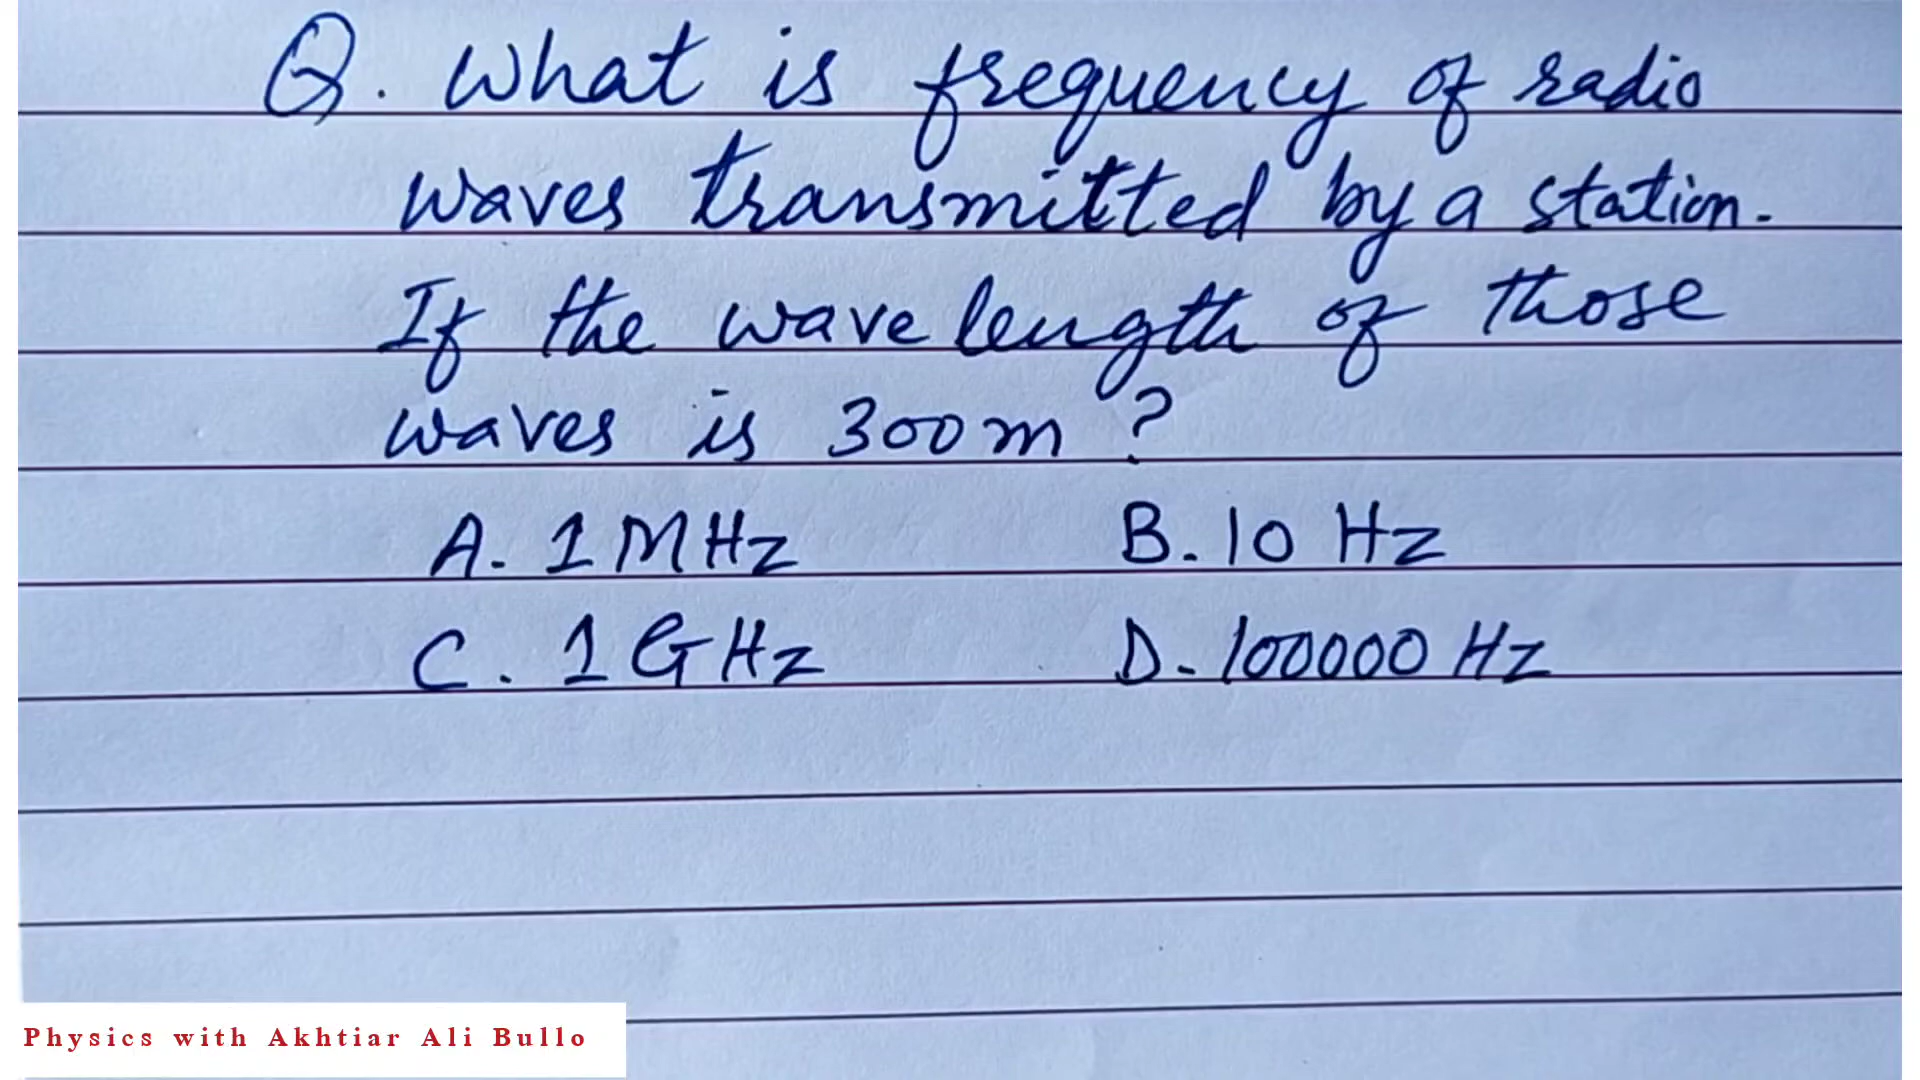 Q. What is frequency of radio
waves transmitted by a station.
If the wave length of those
waves is 300m ?
A. 1 MHz B. 10 Hz
C. 1 GHz D. 100000 Hz
Physics with Akhtiar Ali Bullo